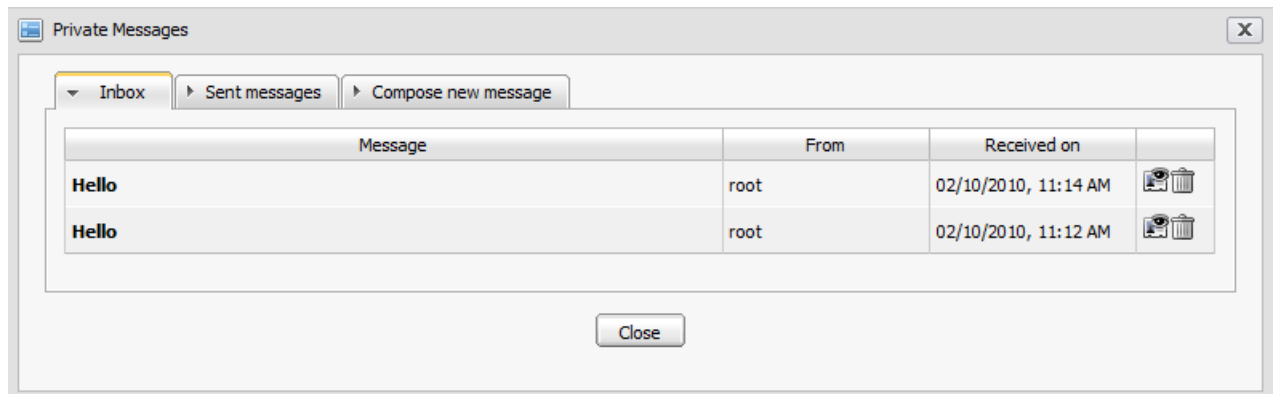 Private Messages
Inbox Sent messages Compose new message
Message From Received on
Hello root 02/10/2010, 11:14 AM
Hello root 02/10/2010, 11:12 AM
Close